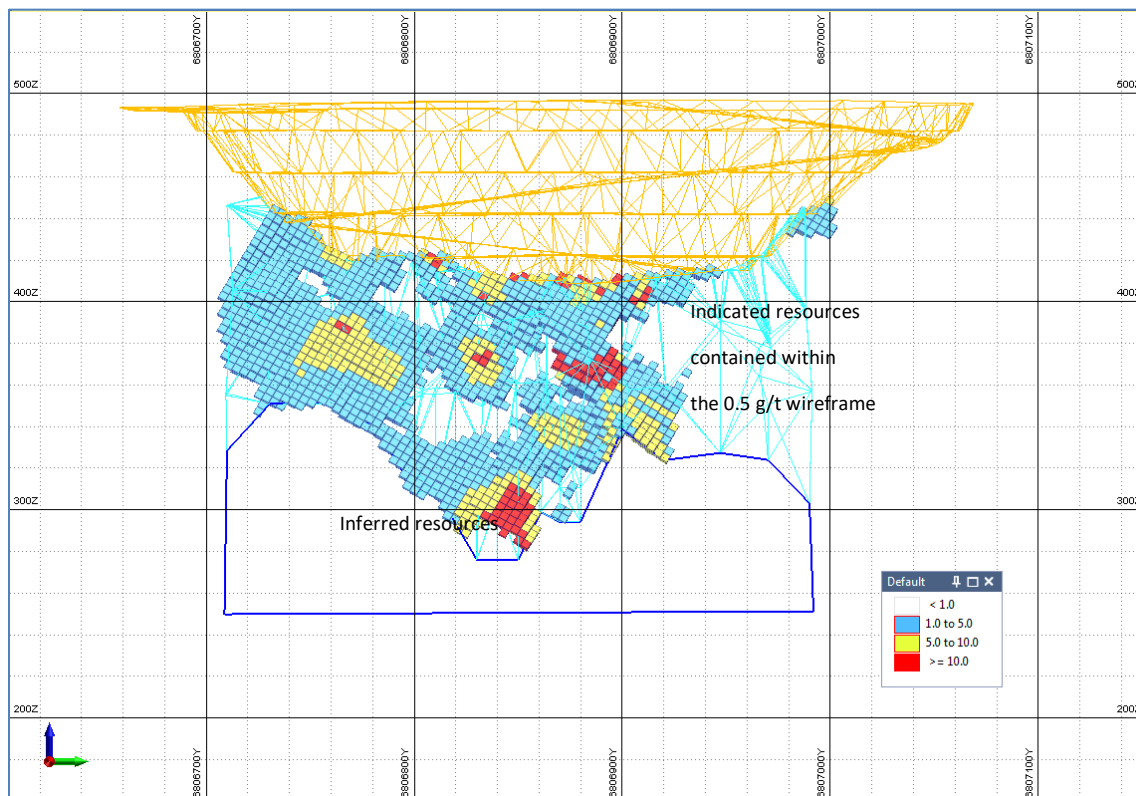 6806700Y 6806800Y 6806900Y 6807000Y 6807100Y
500Z 500Z
400Z 400Z
Indicated resources
contained within
the 0.5 g/t wireframe
300Z 300Z
Inferred resources
Default
< 1.0
1.0 to 5.0
5.0 to 10.0
>= 10.0
200Z 200Z
6806700Y 6806800Y 6806900Y 6807000Y 6807100Y